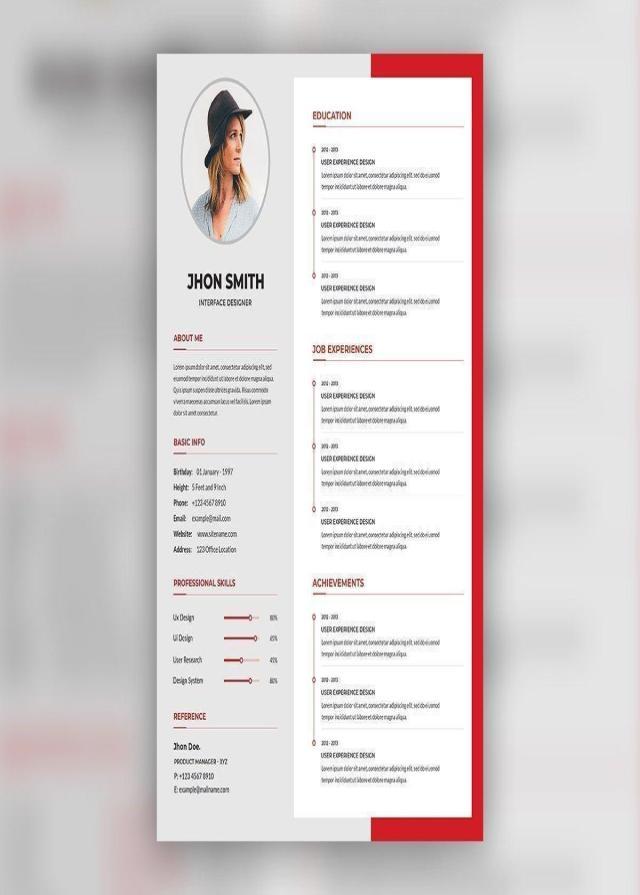 JHON SMITH
INTERFACE DESIGNER
ABOUT ME
Lorem ipsum dolor sit amet, consectetur adipiscing elit, sed
eiusmod tempor incididunt ut labore et dolore magna aliqua.
Quis ipsum suspendisse ultrices gravida. Risus commodo
viverra maecenas accumsan lacus vel facilisis. Lorem ipsum
dolor sit amet consectetur.
BASIC INFO
Birthday: 01 January - 1997
Height: 5 Feet and 9 Inch
Phone: +123 4567 8910
Email: example@mail.com
Website: www.sitename.com
Address: 123 Office Location
PROFESSIONAL SKILLS
Ux Design 80%
Ui Design
User Research 45%
Design System 80%
REFERENCE
Jhon Doe.
PRODUCT MANAGER - XYZ
P: +123 4567 8910
E: example@mailname.com
EDUCATION
2012 - 2013
USER EXPERIENCE DESIGN
Lorem ipsum dolor sit amet, consectetur adipiscing elit, sed do eiusmod
tempor incididunt ut labore et dolore magna aliqua.
2012 - 2013
USER EXPERIENCE DESIGN
Lorem ipsum dolor sit amet, consectetur adipiscing elit, sed do eiusmod
tempor incididunt ut labore et dolore magna aliqua.
2012 - 2013
USER EXPERIENCE DESIGN
Lorem ipsum dolor sit amet, consectetur adipiscing elit, sed do eiusmod
tempor incididunt ut labore et dolore magna aliqua.
JOB EXPERIENCES
2012 - 2013
USER EXPERIENCE DESIGN
Lorem ipsum dolor sit amet, consectetur adipiscing elit, sed do eiusmod
tempor incididunt ut labore et dolore magna aliqua.
2012 - 2013
USER EXPERIENCE DESIGN
Lorem ipsum dolor sit amet, consectetur adipiscing elit, sed do eiusmod
tempor incididunt ut labore et dolore magna aliqua.
2012 - 2013
USER EXPERIENCE DESIGN
Lorem ipsum dolor sit amet, consectetur adipiscing elit, sed do eiusmod
tempor incididunt ut labore et dolore magna aliqua.
ACHIEVEMENTS
2012 - 2013
USER EXPERIENCE DESIGN
Lorem ipsum dolor sit amet, consectetur adipiscing elit, sed do eiusmod
tempor incididunt ut labore et dolore magna aliqua.
2012 - 2013
USER EXPERIENCE DESIGN
Lorem ipsum dolor sit amet, consectetur adipiscing elit, sed do eiusmod
tempor incididunt ut labore et dolore magna aliqua.
2012 - 2013
USER EXPERIENCE DESIGN
Lorem ipsum dolor sit amet, consectetur adipiscing elit, sed do eiusmod
tempor incididunt ut labore et dolore magna aliqua.